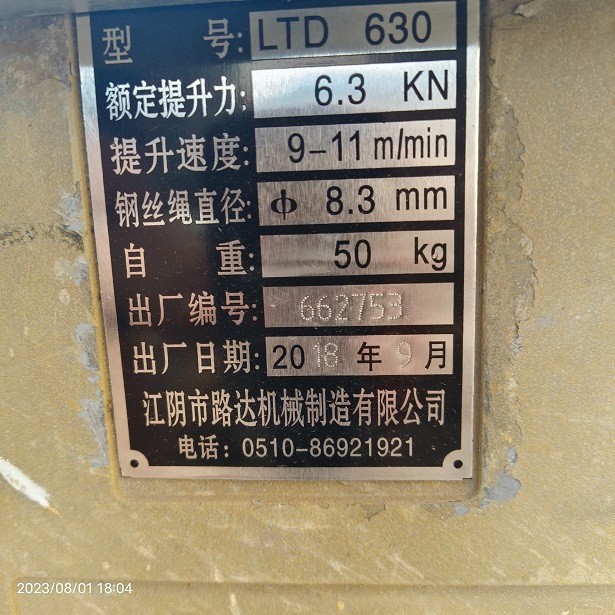 型 号: LTD 630
额定提升力: 6.3 KN
提升速度: 9-11 m/min
钢丝绳直径: ф 8.3 mm
自 重: 50 kg
出厂编号: 662753
出厂日期: 2018 年 9 月
江阴市路达机械制造有限公司
电话: 0510-86921921
2023/08/01 18:04